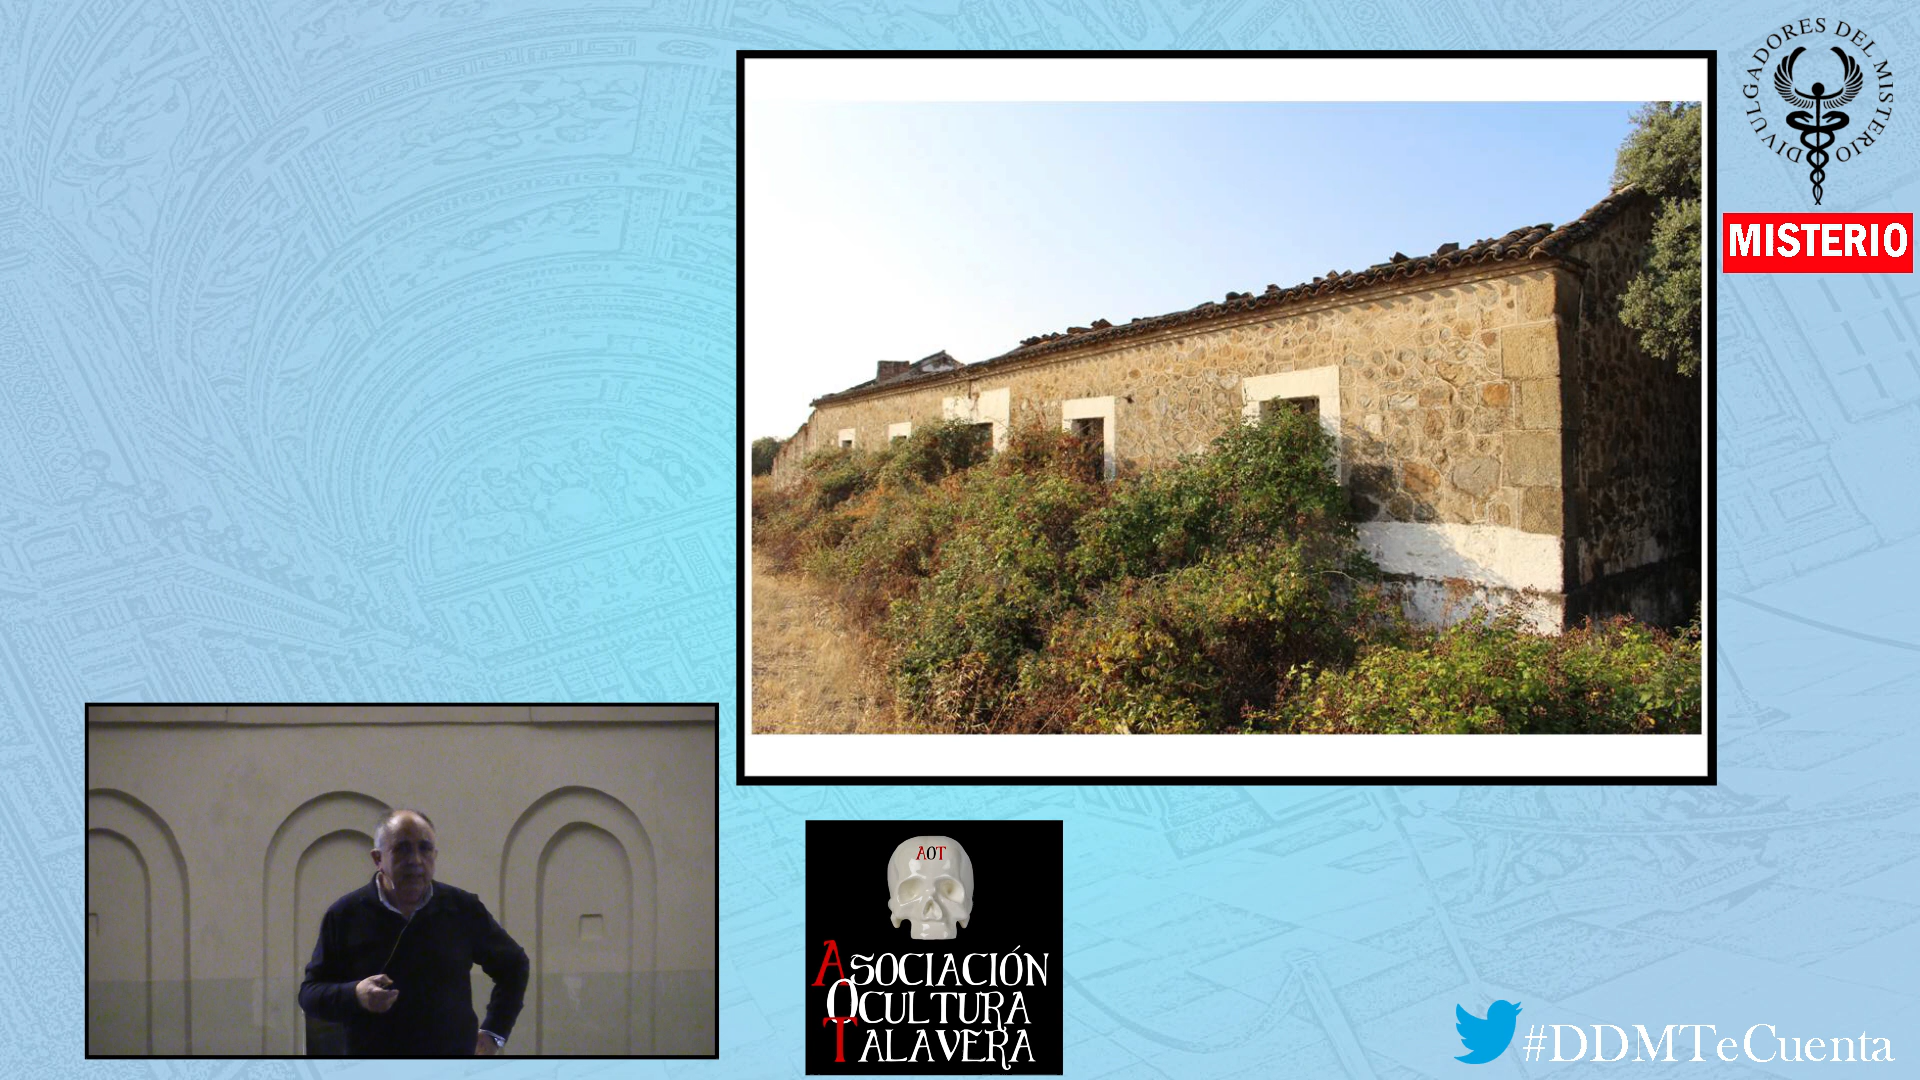 DIVULGADORES DEL MISTERIO
MISTERIO
AOT
ASOCIACIÓN
OCULTURA
TALAVERA
#DDMTeCuenta